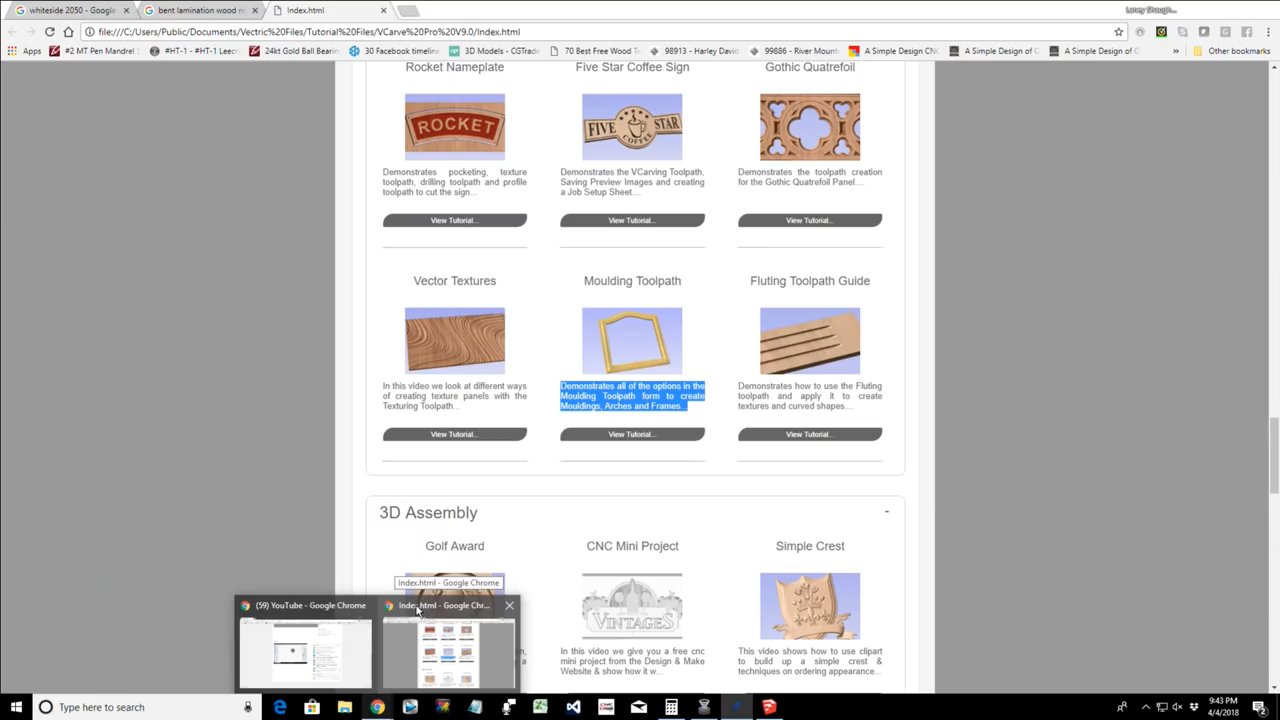 whiteside 2050 - Google
bent lamination wood ri
Index.html
Laney Shaugh...
file:///C:/Users/Public/Documents/Vectric%20Files/Tutorial%20Files/VCarve%20Pro%20V9.0/Index.html
Apps
#2 MT Pen Mandrel
#HT-1 - #HT-1 Leecr
24kt Gold Ball Bearing
30 Facebook timeline
3D Models - CGTrade
70 Best Free Wood T
98913 - Harley David
99886 - River Mount
A Simple Design CNC
A Simple Design of O
A Simple Design of O
»
Other bookmarks
Rocket Nameplate
Five Star Coffee Sign
Gothic Quatrefoil
ROCKET
FIVE STAR
COFFEE
Demonstrates pocketing, texture
toolpath, drilling toolpath and profile
toolpath to cut the sign...
Demonstrates the VCarving Toolpath,
Saving Preview Images and creating
a Job Setup Sheet....
Demonstrates the toolpath creation
for the Gothic Quatrefoil Panel....
View Tutorial...
View Tutorial...
View Tutorial...
Vector Textures
Moulding Toolpath
Fluting Toolpath Guide
In this video we look at different ways
of creating texture panels with the
Texturing Toolpath...
Demonstrates all of the options in the
Moulding Toolpath form to create
Mouldings, Arches and Frames...
Demonstrates how to use the Fluting
toolpath and apply it to create
textures and curved shapes....
View Tutorial...
View Tutorial...
View Tutorial...
3D Assembly
-
Golf Award
CNC Mini Project
Simple Crest
VINTAGES
Index.html - Google Chrome
(59) YouTube - Google Chrome
Index.html - Google Chr...
In this video we give you a free cnc
mini project from the Design & Make
Website & show how it w...
This video shows how to use clipart
to build up a simple crest &
techniques on ordering appearance...
Type here to search
9:43 PM
4/4/2018
2